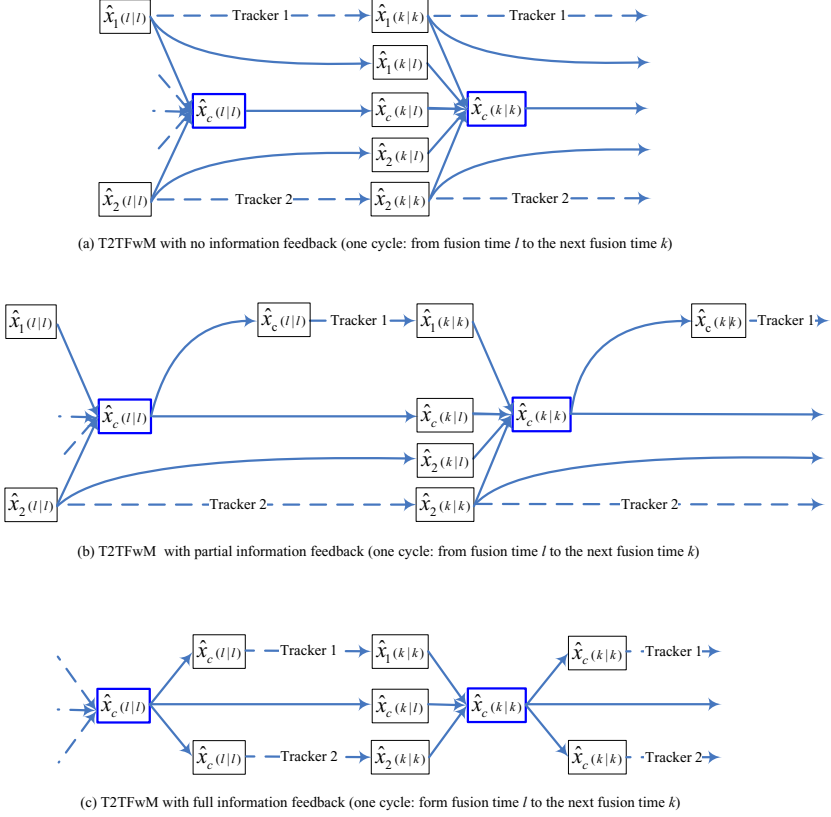 x̂₁(l|l) Tracker 1 x̂₁(k|k) Tracker 1
x̂₁(k|l)
x̂c(l|l) x̂c(k|l) x̂c(k|k)
x̂₂(k|l)
x̂₂(l|l) Tracker 2 x̂₂(k|k) Tracker 2
(a) T2TFwM with no information feedback (one cycle: from fusion time l to the next fusion time k)
x̂₁(l|l) x̂c(l|l) Tracker 1 x̂₁(k|k) x̂c(k|k) Tracker 1
x̂c(l|l) x̂c(k|l) x̂c(k|k)
x̂₂(k|l)
x̂₂(l|l) Tracker 2 x̂₂(k|k) Tracker 2
(b) T2TFwM with partial information feedback (one cycle: from fusion time l to the next fusion time k)
x̂c(l|l) Tracker 1 x̂₁(k|k) x̂c(k|k) Tracker 1
x̂c(l|l) x̂c(k|l) x̂c(k|k)
x̂c(l|l) Tracker 2 x̂₂(k|k) x̂c(k|k) Tracker 2
(c) T2TFwM with full information feedback (one cycle: form fusion time l to the next fusion time k)